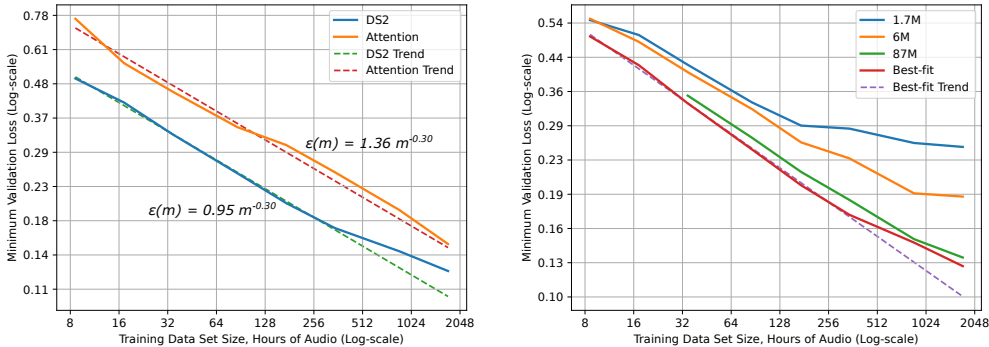 0.78
0.61
0.48
0.37
0.29
0.23
0.18
0.14
0.11
Minimum Validation Loss (Log-scale)
DS2
Attention
DS2 Trend
Attention Trend
ε(m) = 1.36 m^-0.30
ε(m) = 0.95 m^-0.30
8 16 32 64 128 256 512 1024 2048
Training Data Set Size, Hours of Audio (Log-scale)
0.54
0.44
0.36
0.29
0.23
0.19
0.16
0.13
0.10
Minimum Validation Loss (Log-scale)
1.7M
6M
87M
Best-fit
Best-fit Trend
8 16 32 64 128 256 512 1024 2048
Training Data Set Size, Hours of Audio (Log-scale)